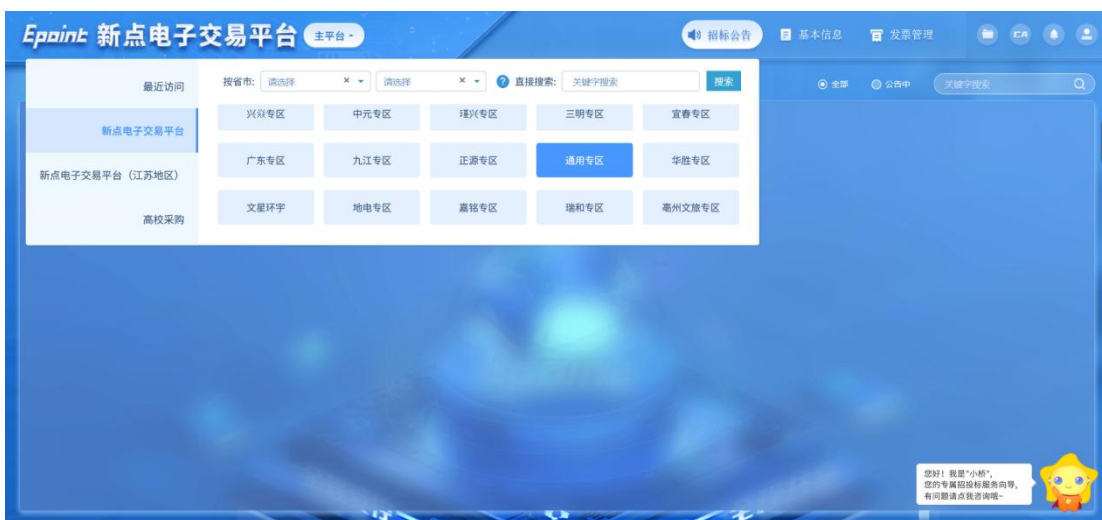 Epoint 新点电子交易平台 主平台 招标公告 基本信息 发票管理 CA
最近访问
新点电子交易平台
新点电子交易平台（江苏地区）
高校采购
按省市: 请选择 请选择 直接搜索: 关键字搜索 搜索
全部 公告中 关键字搜索
兴焱专区 中元专区 瑾兴专区 三明专区 宜春专区
广东专区 九江专区 正源专区 通用专区 华胜专区
文星环宇 地电专区 嘉铭专区 瑞和专区 亳州文旅专区
您好！我是"小桥",
您的专属招投标服务向导,
有问题请点我咨询哦~